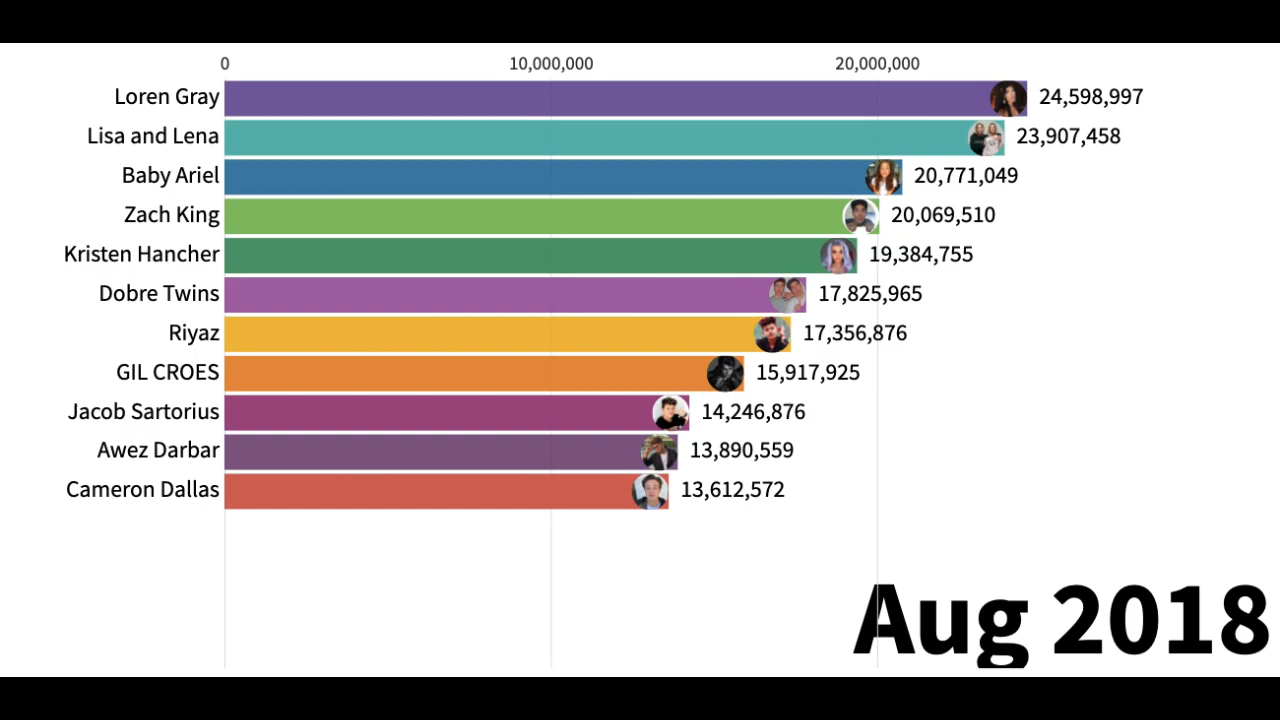 0 10,000,000 20,000,000
Loren Gray 24,598,997
Lisa and Lena 23,907,458
Baby Ariel 20,771,049
Zach King 20,069,510
Kristen Hancher 19,384,755
Dobre Twins 17,825,965
Riyaz 17,356,876
GIL CROES 15,917,925
Jacob Sartorius 14,246,876
Awez Darbar 13,890,559
Cameron Dallas 13,612,572
Aug 2018